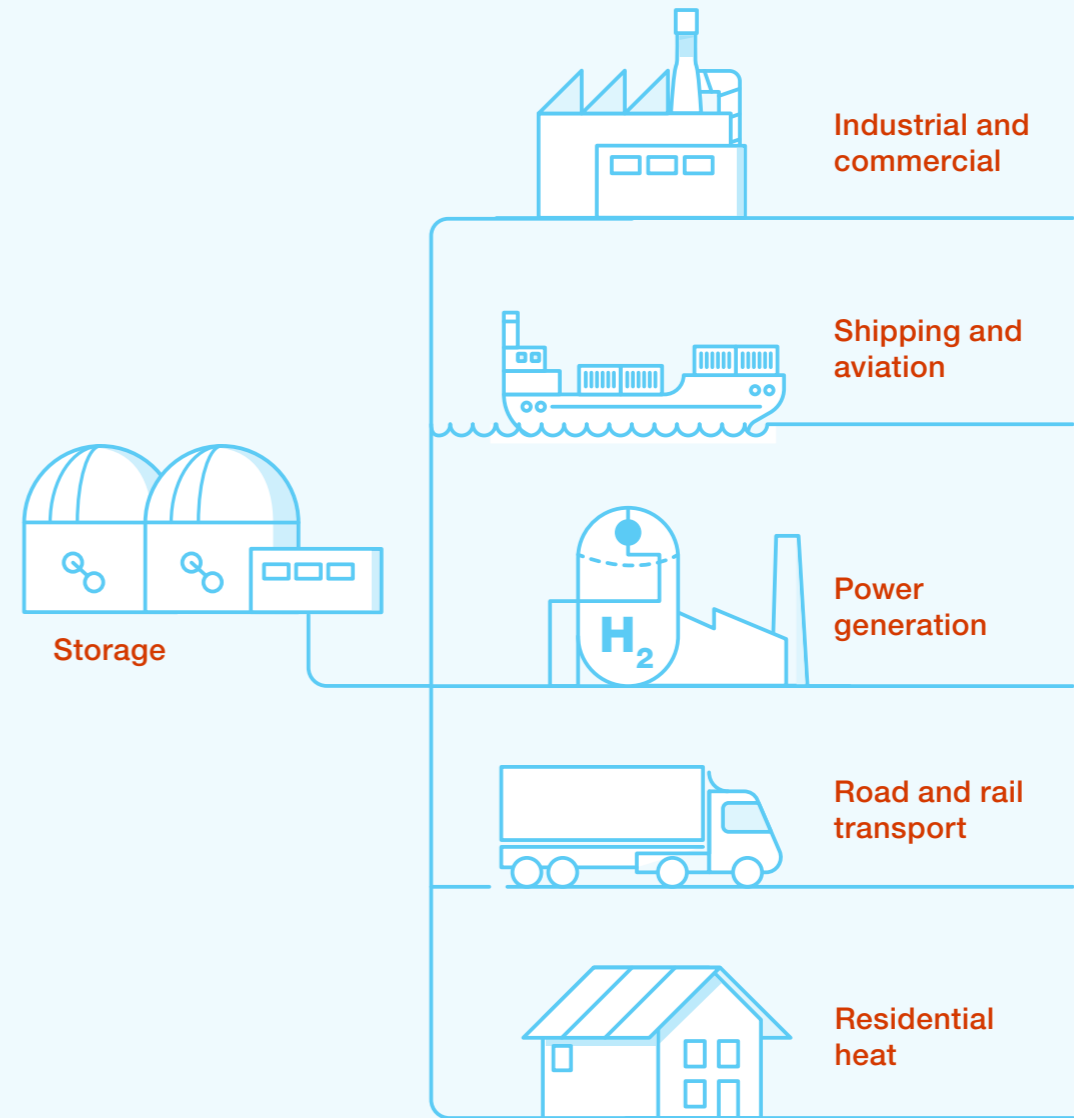 Industrial and
commercial
Shipping and
aviation
Storage
Power
generation
H₂
Road and rail
transport
Residential
heat